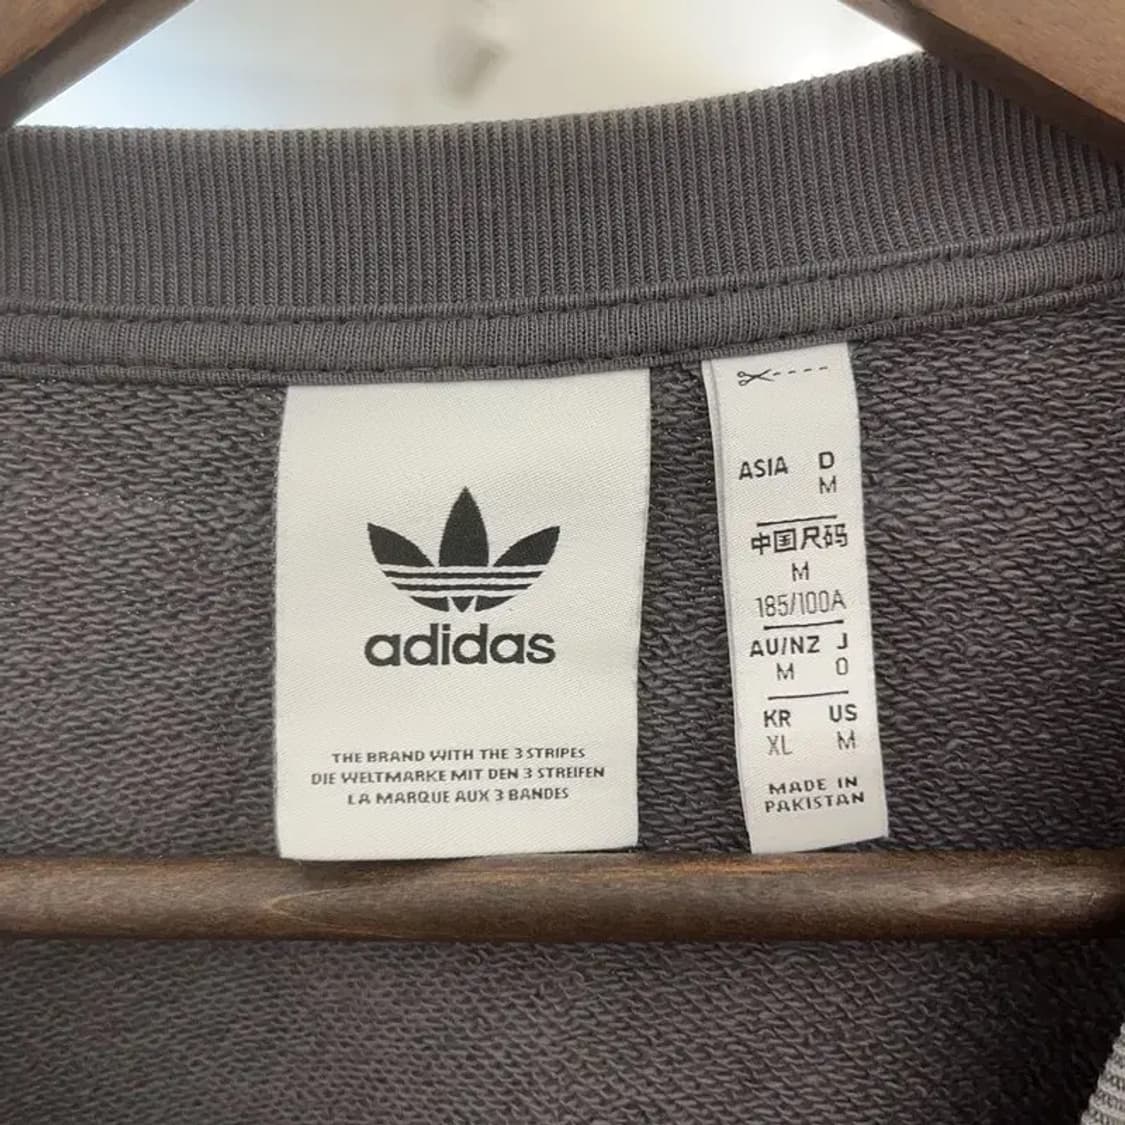 adidas
THE BRAND WITH THE 3 STRIPES
DIE WELTMARKE MIT DEN 3 STREIFEN
LA MARQUE AUX 3 BANDES
ASIA D
M
中国尺码
M
185/100A
AU/NZ J
M O
KR US
XL M
MADE IN
PAKISTAN